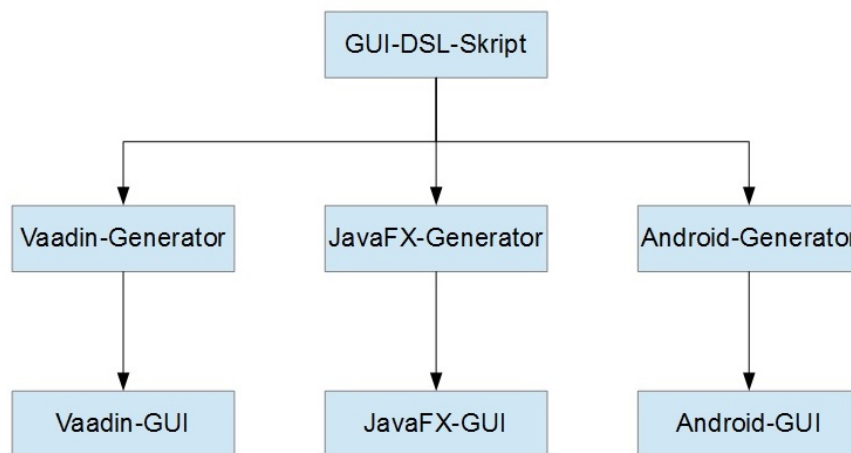 GUI-DSL-Skript
Vaadin-Generator
JavaFX-Generator
Android-Generator
Vaadin-GUI
JavaFX-GUI
Android-GUI